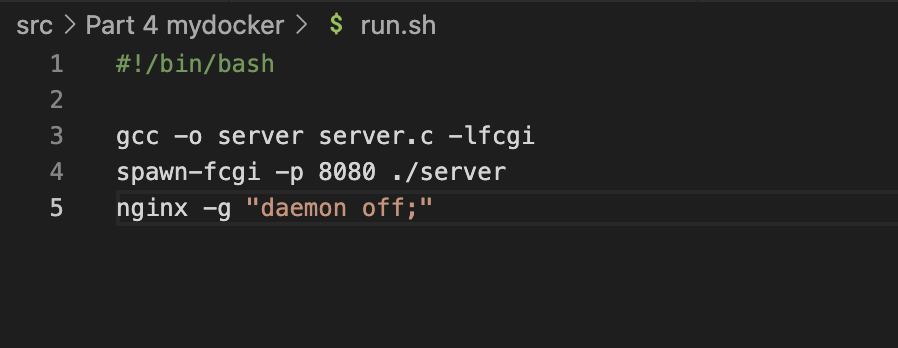 src > Part 4 mydocker > $ run.sh
1 #!/bin/bash
2
3 gcc -o server server.c -lfcgi
4 spawn-fcgi -p 8080 ./server
5 nginx -g "daemon off;"